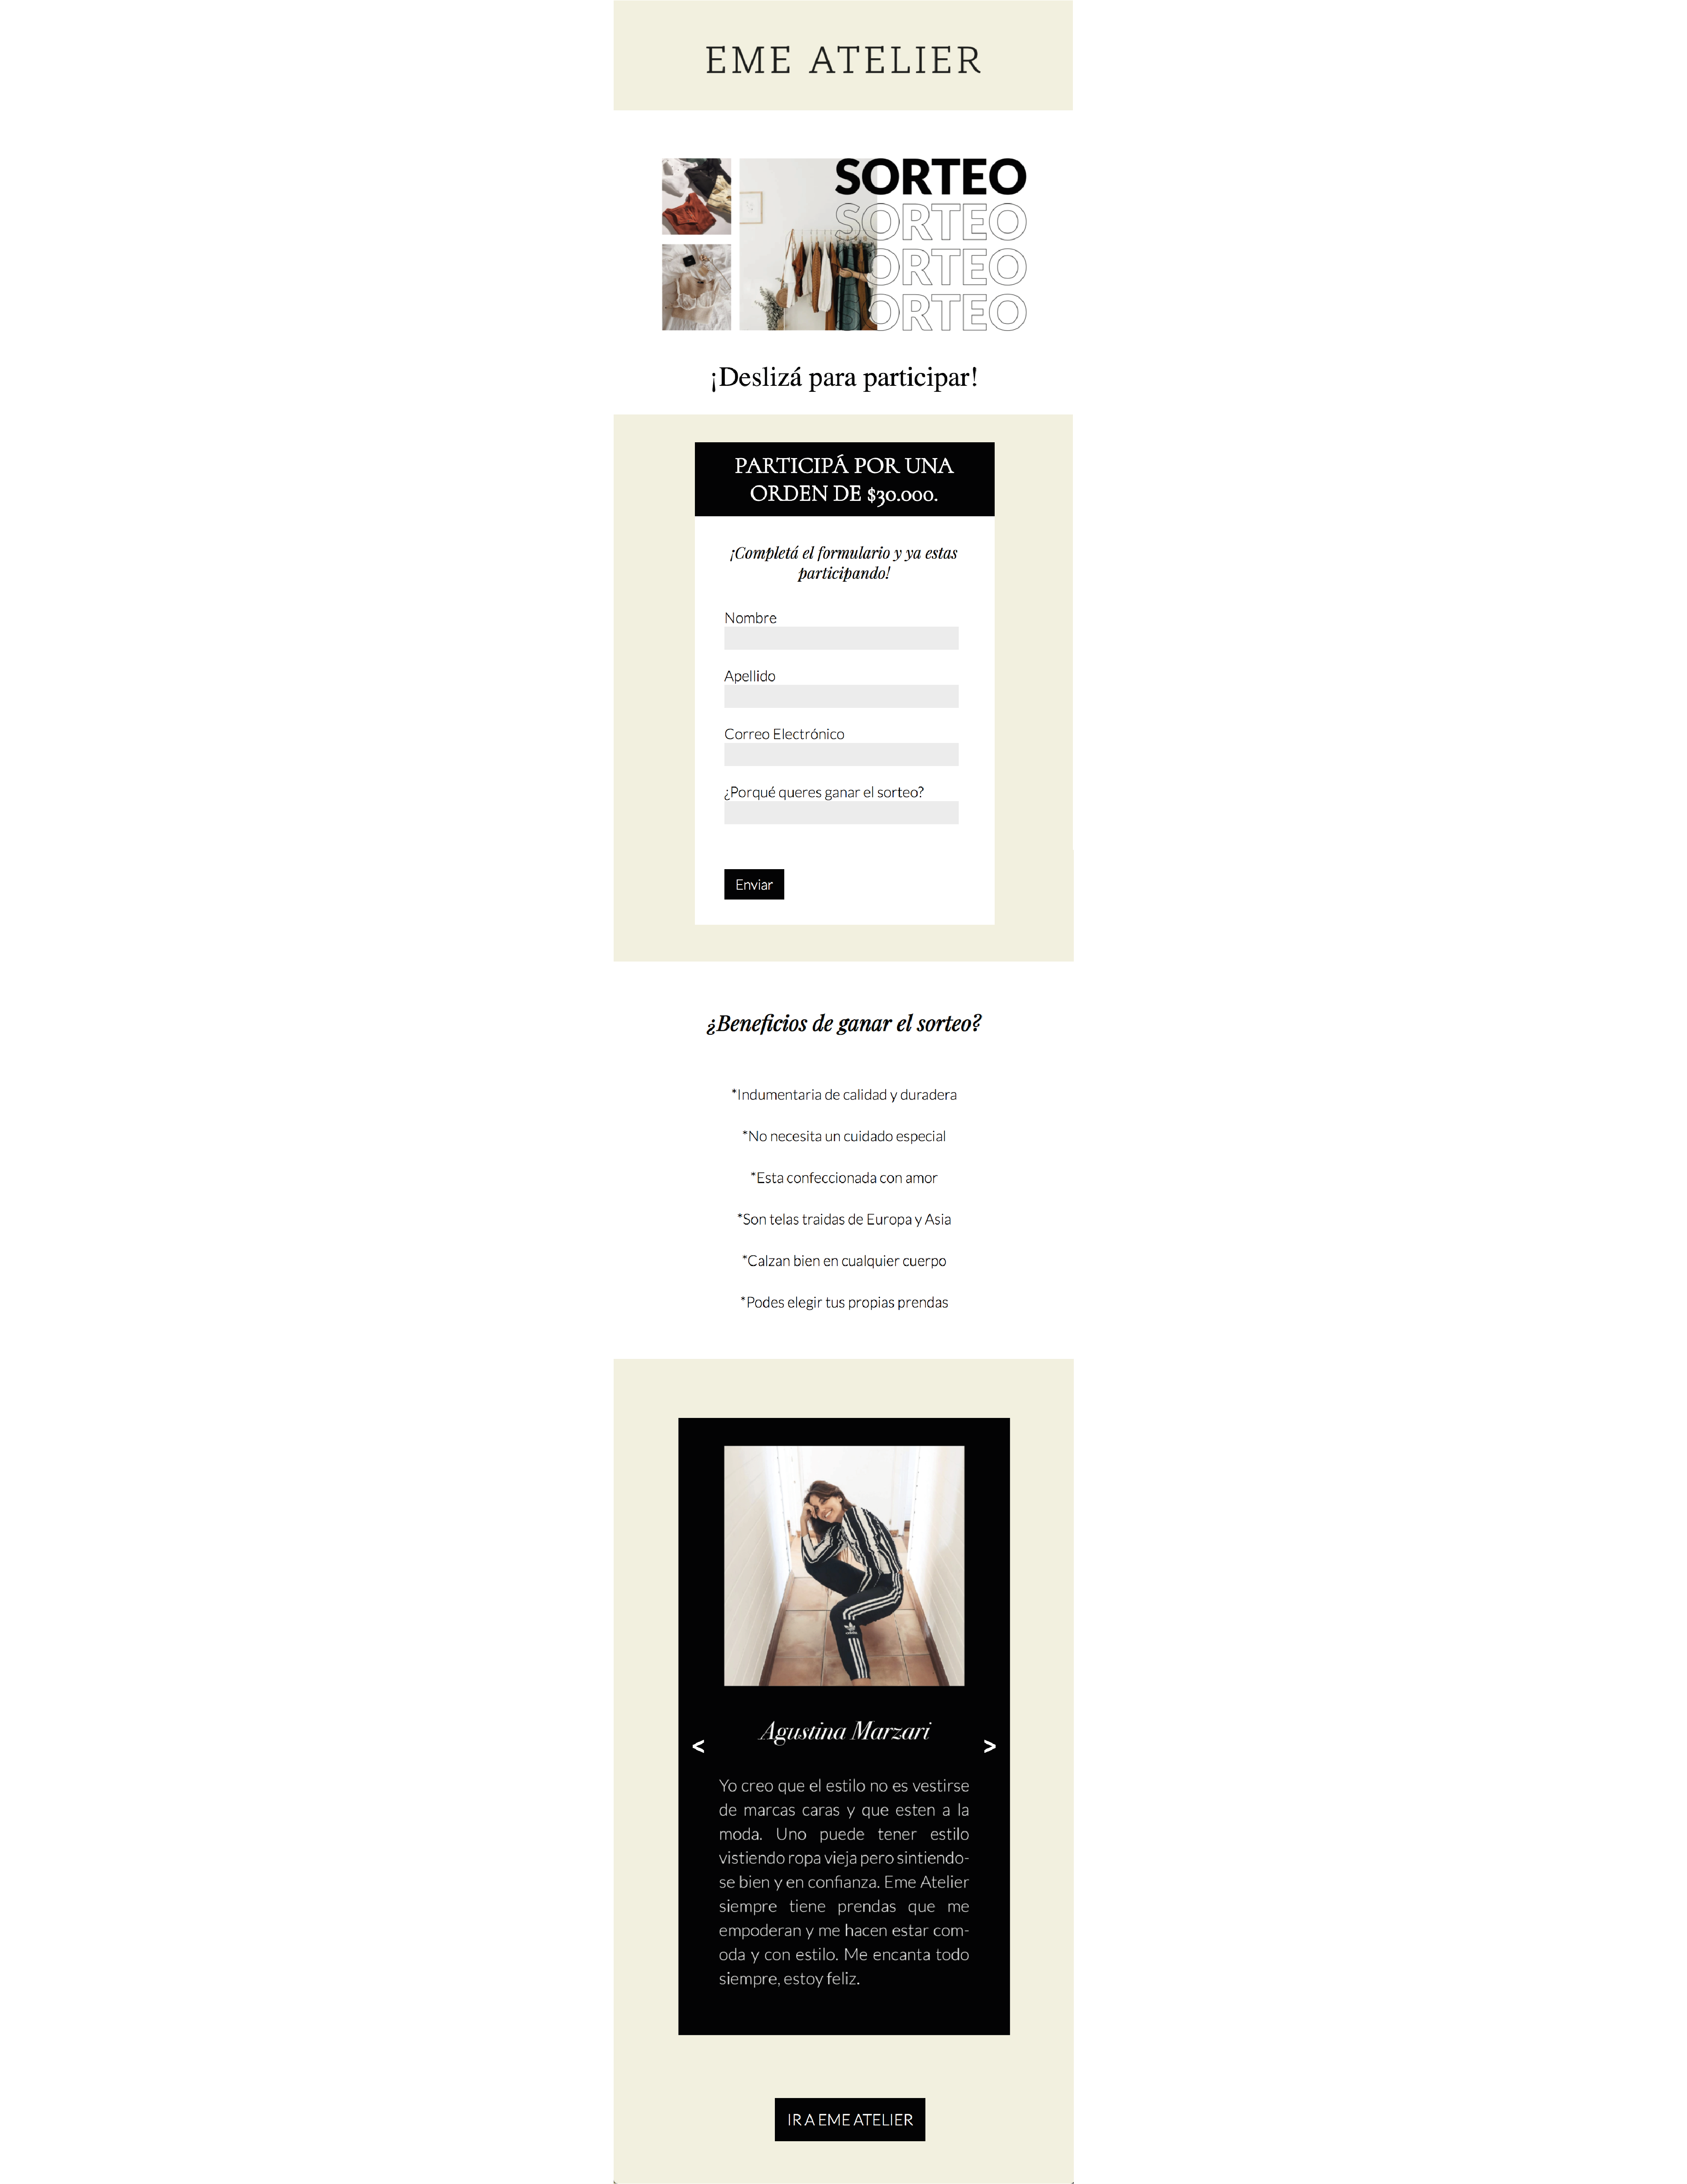 EME ATELIER
SORTEO
SORTEO
ORTEO
ORTEO
¡Deslizá para participar!
PARTICIPÁ POR UNA
ORDEN DE $30.000.
¡Completá el formulario y ya estas
participando!
Nombre
Apellido
Correo Electrónico
¿Porqué queres ganar el sorteo?
Enviar
¿Beneficios de ganar el sorteo?
*Indumentaria de calidad y duradera
*No necesita un cuidado especial
*Esta confeccionada con amor
*Son telas traidas de Europa y Asia
*Calzan bien en cualquier cuerpo
*Podes elegir tus propias prendas
adidas
Agustina Marzari
< >
Yo creo que el estilo no es vestirse
de marcas caras y que esten a la
moda. Uno puede tener estilo
vistiendo ropa vieja pero sintiendo-
se bien y en confianza. Eme Atelier
siempre tiene prendas que me
empoderan y me hacen estar com-
oda y con estilo. Me encanta todo
siempre, estoy feliz.
IR A EME ATELIER